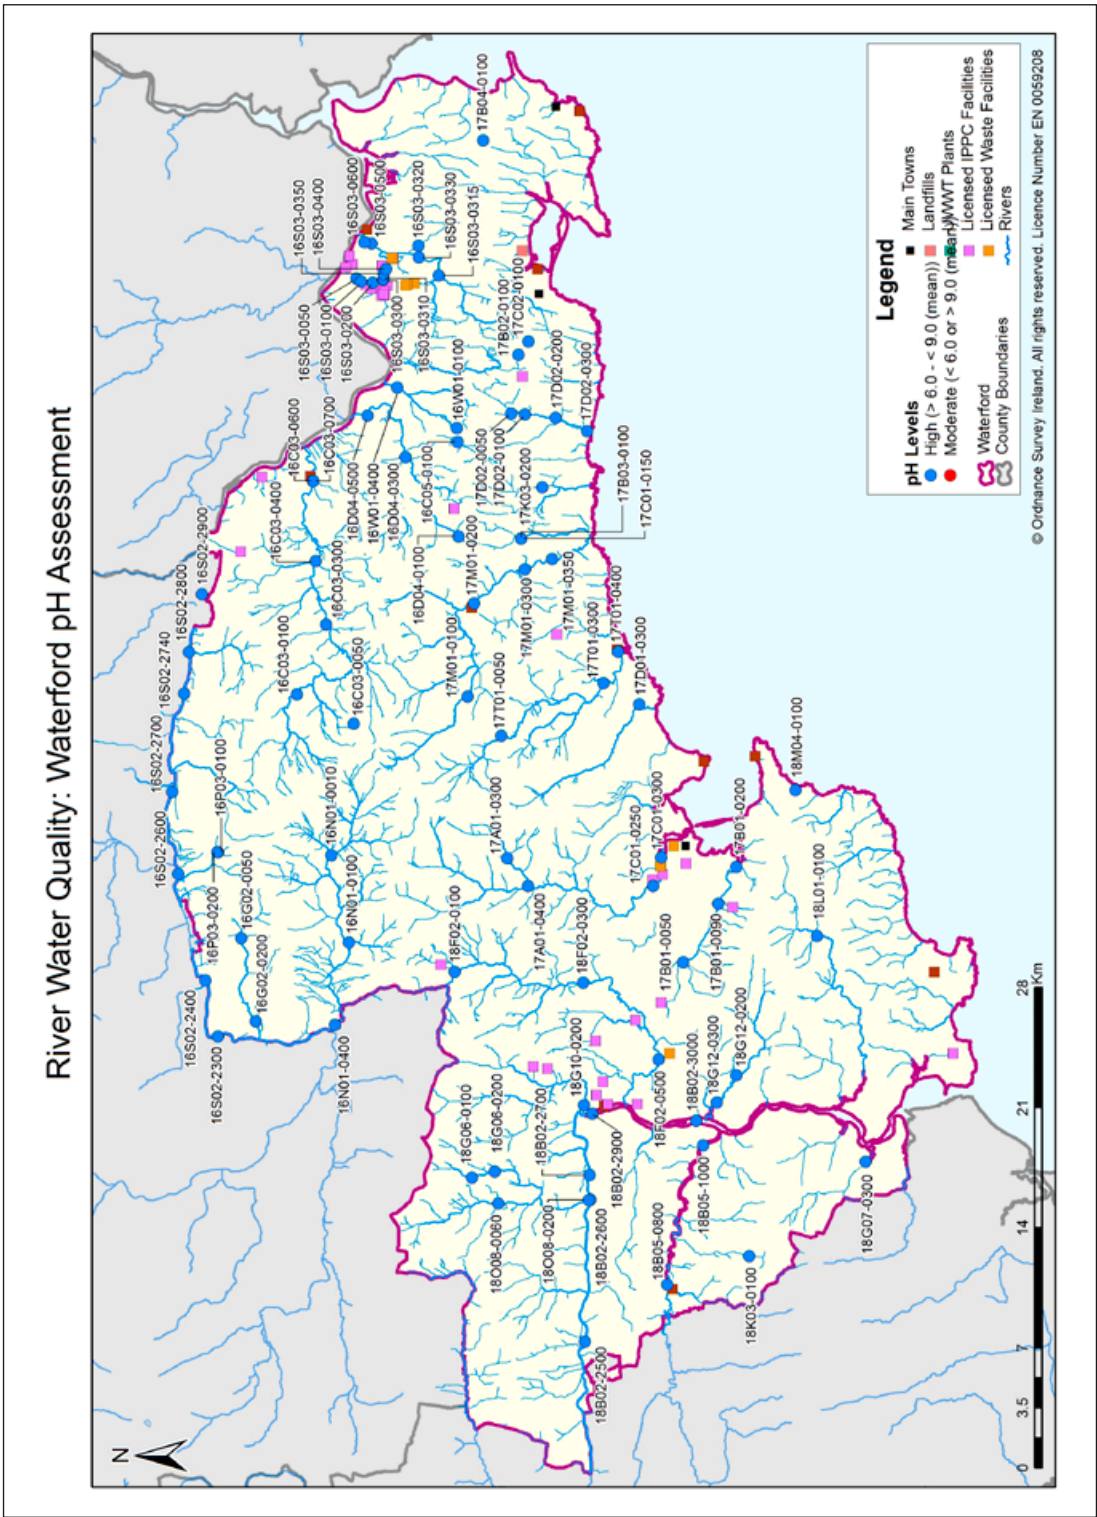 River Water Quality: Waterford pH Assessment
N
16S02-2300
16S02-2400
16P03-0200
16G02-0200
16G02-0050
16S02-2600
16P03-0100
16S02-2700
16S02-2740
16S02-2800
16S02-2900
16N01-0400
16N01-0100
16N01-0010
16C03-0050
16C03-0100
16C03-0300
16C03-0400
16C03-0600
16C03-0700
16D04-0500
16W01-0400
16D04-0300
16C05-0100
16D04-0100
16W01-0100
16S03-0050
16S03-0100
16S03-0200
16S03-0300
16S03-0310
16S03-0350
16S03-0400
16S03-0600
16S03-0500
16S03-0320
16S03-0330
16S03-0315
17B04-0100
17B02-0100
17C02-0100
17D02-0200
17D02-0300
17D02-0050
17D02-0100
17K03-0200
17B03-0100
17C01-0150
17M01-0200
17M01-0100
17M01-0300
17M01-0350
17T01-0050
17T01-0300
17T01-0400
17D01-0300
17A01-0300
17A01-0400
17C01-0250
17C01-0300
17B01-0200
17B01-0050
17B01-0090
18M04-0100
18L01-0100
18F02-0100
18F02-0300
18F02-0500
18G10-0200
18B02-3000
18G12-0300
18G12-0200
18G06-0100
18G06-0200
18B02-2700
18B02-2900
18O08-0060
18O08-0200
18B02-2600
18B02-2500
18B05-0800
18B05-1000
18K03-0100
18G07-0300
Legend
pH Levels
High (> 6.0 - < 9.0 (mean))
Moderate (< 6.0 or > 9.0 (mean))
Waterford
County Boundaries
Main Towns
Landfills
WWT Plants
Licensed IPPC Facilities
Licensed Waste Facilities
Rivers
0 3.5 7 14 21 28
Km
© Ordnance Survey Ireland. All rights reserved. Licence Number EN 0059208